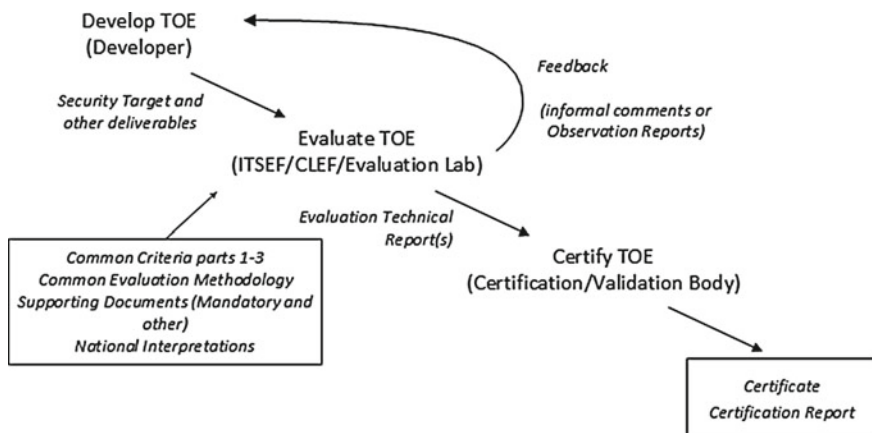 Develop TOE
(Developer)
Feedback
(informal comments or
Observation Reports)
Security Target and
other deliverables
Evaluate TOE
(ITSEF/CLEF/Evaluation Lab)
Evaluation Technical
Report(s)
Common Criteria parts 1-3
Common Evaluation Methodology
Supporting Documents (Mandatory and
other)
National Interpretations
Certify TOE
(Certification/Validation Body)
Certificate
Certification Report